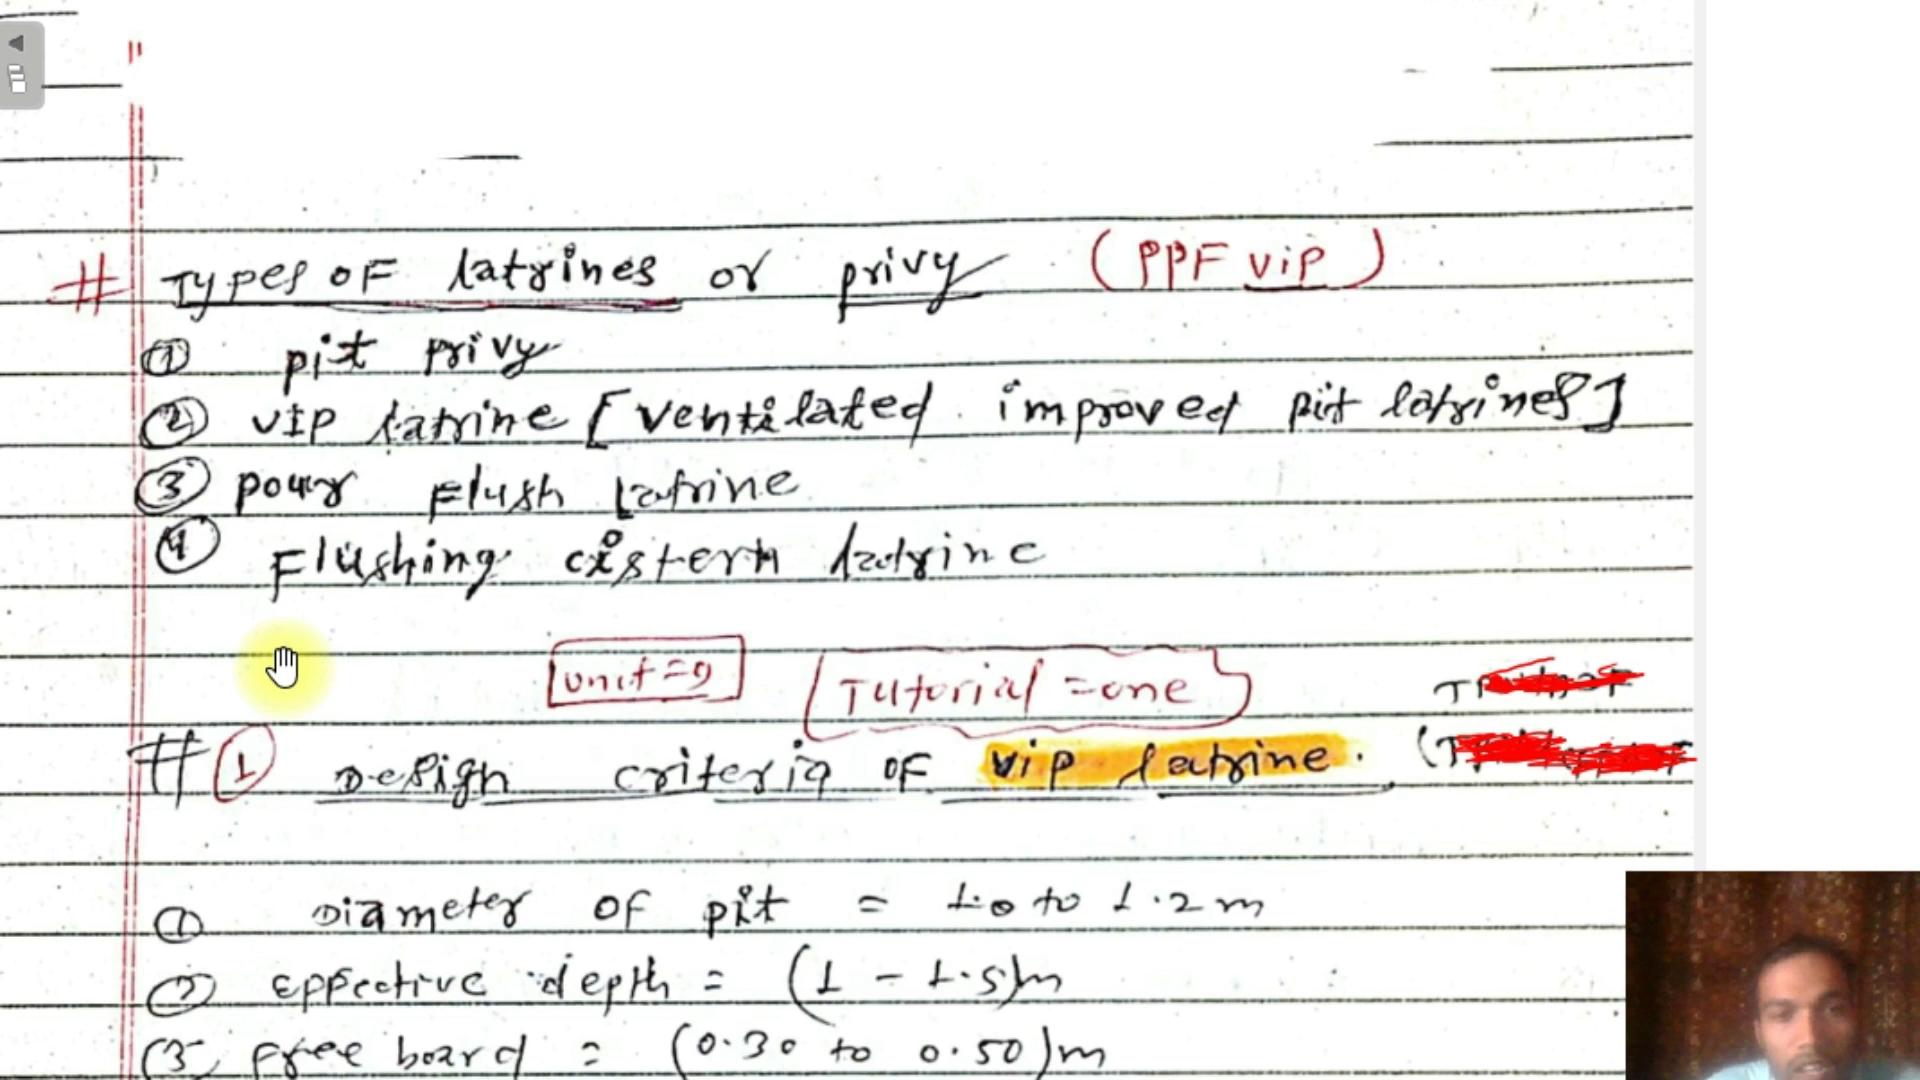 # Types of latrines or privy (PPF vip)
① pit privy
② VIP latrine [ventilated improved pit latrines]
③ pour flush latrine
④ Flushing cistern latrine
unit = 9 Tutorial = one
# ① Design criteria of vip latrine.
① Diameter of pit = 1.0 to 1.2 m
② effective depth = (1 - 1.5)m
③ free board = (0.30 to 0.50)m